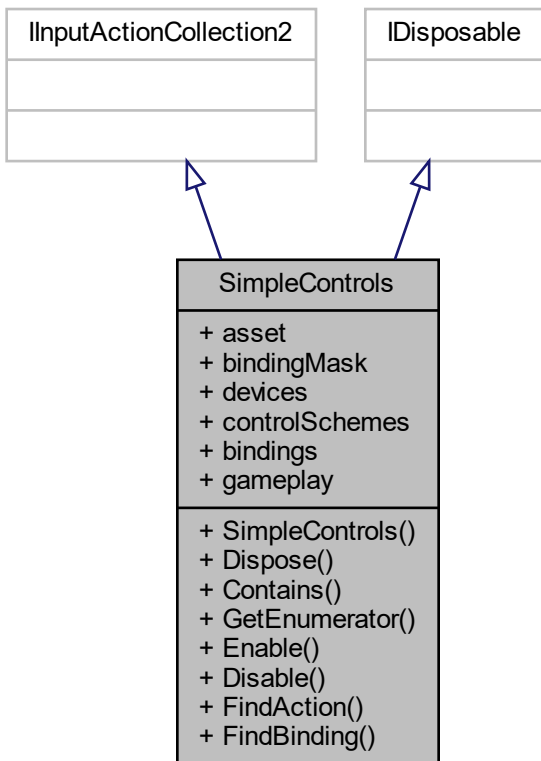 IInputActionCollection2
IDisposable
SimpleControls
+ asset
+ bindingMask
+ devices
+ controlSchemes
+ bindings
+ gameplay
+ SimpleControls()
+ Dispose()
+ Contains()
+ GetEnumerator()
+ Enable()
+ Disable()
+ FindAction()
+ FindBinding()